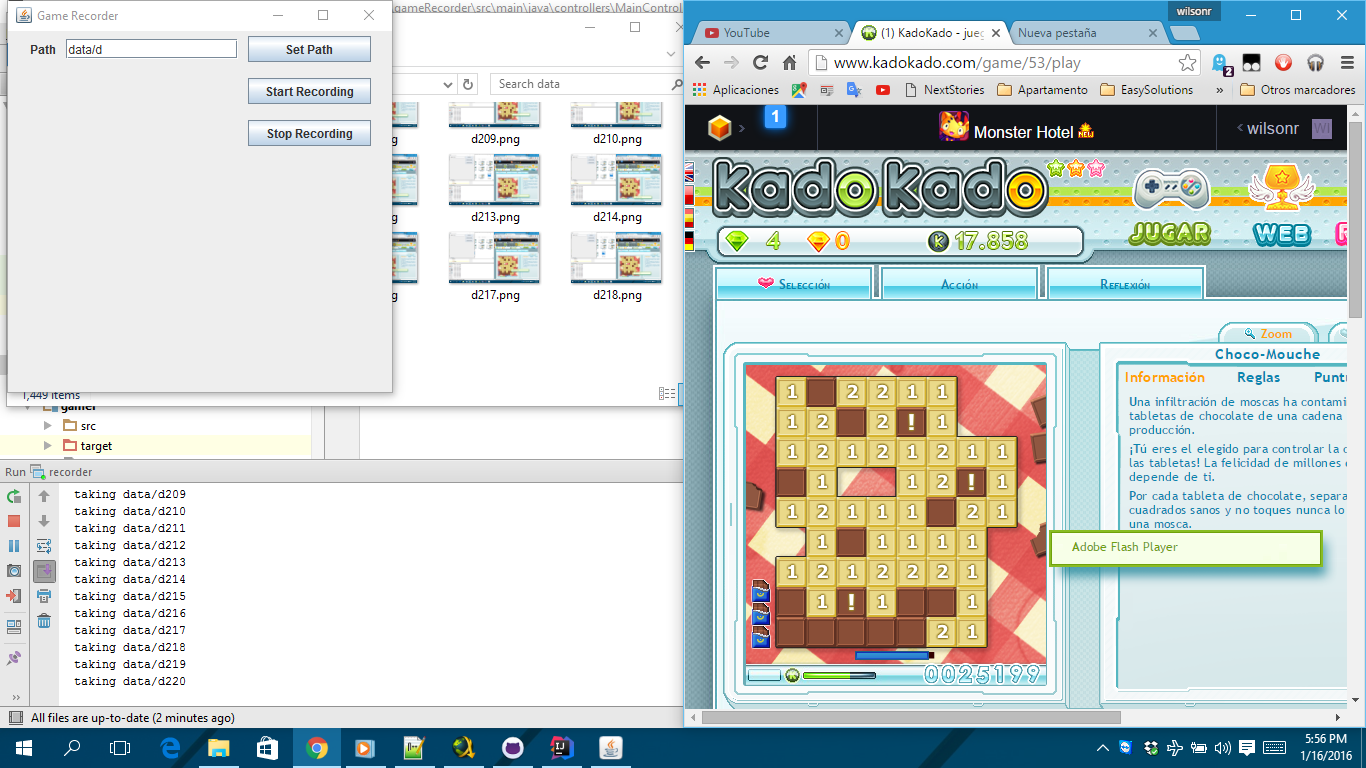 Game Recorder
Path data/d Set Path
Start Recording
Stop Recording
.gameRecorder\src\main\java\controllers\MainControl
Search data
d209.png d210.png
d213.png d214.png
d217.png d218.png
1,449 items
gamer
src
target
Run recorder
taking data/d209
taking data/d210
taking data/d211
taking data/d212
taking data/d213
taking data/d214
taking data/d215
taking data/d216
taking data/d217
taking data/d218
taking data/d219
taking data/d220
All files are up-to-date (2 minutes ago)
wilsonr
YouTube (1) KadoKado - jueg Nueva pestaña
www.kadokado.com/game/53/play
2
Aplicaciones NextStories Apartamento EasySolutions » Otros marcadores
1 Monster Hotel NEW wilsonr WI
KadoKado
4 0 K 17.858 JUGAR WEB
Selección Acción Reflexión
Zoom
Choco-Mouche
Información Reglas Puntu
Una infiltración de moscas ha contami
tabletas de chocolate de una cadena
producción.
¡Tú eres el elegido para controlar la c
las tabletas! La felicidad de millones
depende de ti.
Por cada tableta de chocolate, separa
cuadrados sanos y no toques nunca lo
una mosca.
Adobe Flash Player
1 2 2 1 1
1 2 2 ! 1
1 2 1 2 1 2 1 1
1 1 2 ! 1
1 2 1 1 1 2 1
1 1 1 1 1
1 2 1 2 2 2 1
1 ! 1 1
2 1
0025199
5:56 PM
1/16/2016